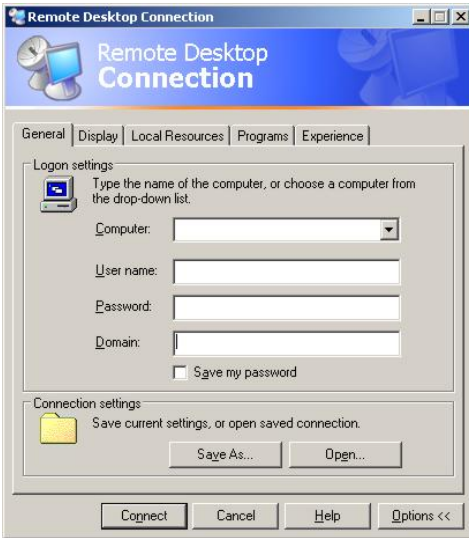 Remote Desktop Connection
Remote Desktop
Connection
General Display Local Resources Programs Experience
Logon settings
Type the name of the computer, or choose a computer from
the drop-down list.
Computer:
User name:
Password:
Domain:
Save my password
Connection settings
Save current settings, or open saved connection.
Save As... Open...
Connect Cancel Help Options <<